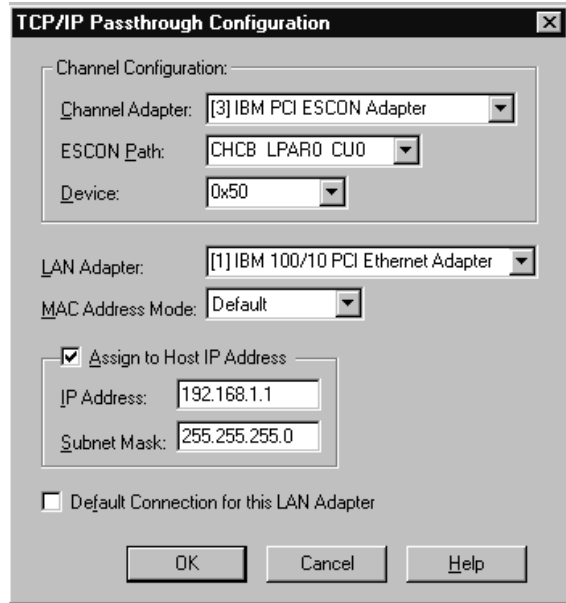 TCP/IP Passthrough Configuration
Channel Configuration:
Channel Adapter: [3] IBM PCI ESCON Adapter
ESCON Path: CHCB LPAR0 CU0
Device: 0x50
LAN Adapter: [1] IBM 100/10 PCI Ethernet Adapter
MAC Address Mode: Default
Assign to Host IP Address
IP Address: 192.168.1.1
Subnet Mask: 255.255.255.0
Default Connection for this LAN Adapter
OK Cancel Help